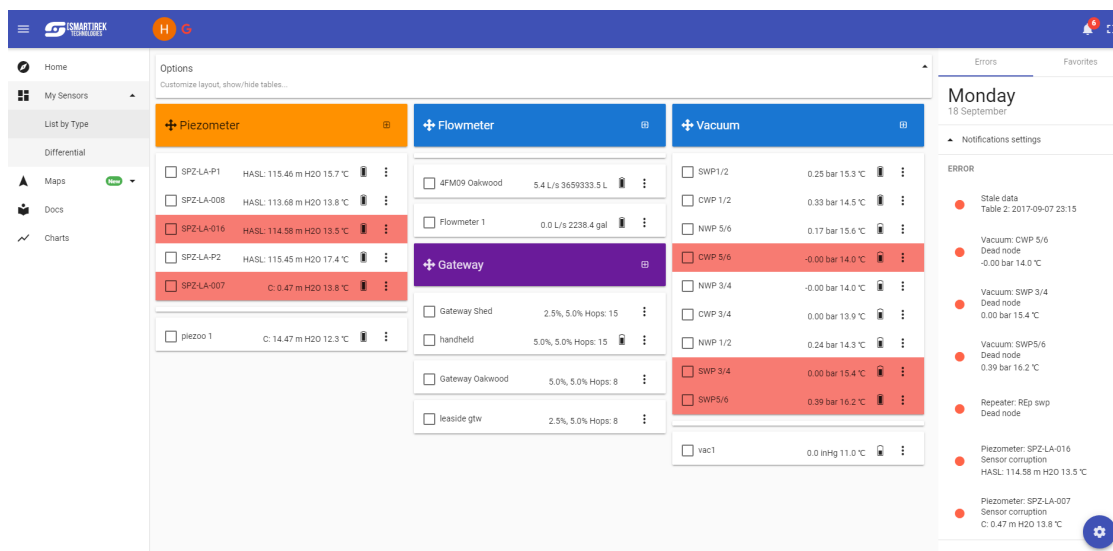 ISMARTIREK
TECHNOLOGIES
H
G
6
Home
My Sensors
List by Type
Differential
Maps
New
Docs
Charts
Options
Customize layout, show/hide tables...
Piezometer
SPZ-LA-P1 HASL: 115.46 m H2O 15.7 ℃
SPZ-LA-008 HASL: 113.68 m H2O 13.8 ℃
SPZ-LA-016 HASL: 114.58 m H2O 13.5 ℃
SPZ-LA-P2 HASL: 115.45 m H2O 17.4 ℃
SPZ-LA-007 C: 0.47 m H2O 13.8 ℃
piezoo 1 C: 14.47 m H2O 12.3 ℃
Flowmeter
4FM09 Oakwood 5.4 L/s 3659333.5 L
Flowmeter 1 0.0 L/s 2238.4 gal
Gateway
Gateway Shed 2.5%, 5.0% Hops: 15
handheld 5.0%, 5.0% Hops: 15
Gateway Oakwood 5.0%, 5.0% Hops: 8
leaside gtw 2.5%, 5.0% Hops: 8
Vacuum
SWP1/2 0.25 bar 15.3 ℃
CWP 1/2 0.33 bar 14.5 ℃
NWP 5/6 0.17 bar 15.6 ℃
CWP 5/6 -0.00 bar 14.0 ℃
NWP 3/4 -0.00 bar 14.0 ℃
CWP 3/4 0.00 bar 13.9 ℃
NWP 1/2 0.24 bar 14.3 ℃
SWP 3/4 0.00 bar 15.4 ℃
SWP5/6 0.39 bar 16.2 ℃
vac1 0.0 inHg 11.0 ℃
Errors Favorites
Monday
18 September
Notifications settings
ERROR
Stale data
Table 2: 2017-09-07 23:15
Vacuum: CWP 5/6
Dead node
-0.00 bar 14.0 ℃
Vacuum: SWP 3/4
Dead node
0.00 bar 15.4 ℃
Vacuum: SWP5/6
Dead node
0.39 bar 16.2 ℃
Repeater: REp swp
Dead node
Piezometer: SPZ-LA-016
Sensor corruption
HASL: 114.58 m H2O 13.5 ℃
Piezometer: SPZ-LA-007
Sensor corruption
C: 0.47 m H2O 13.8 ℃